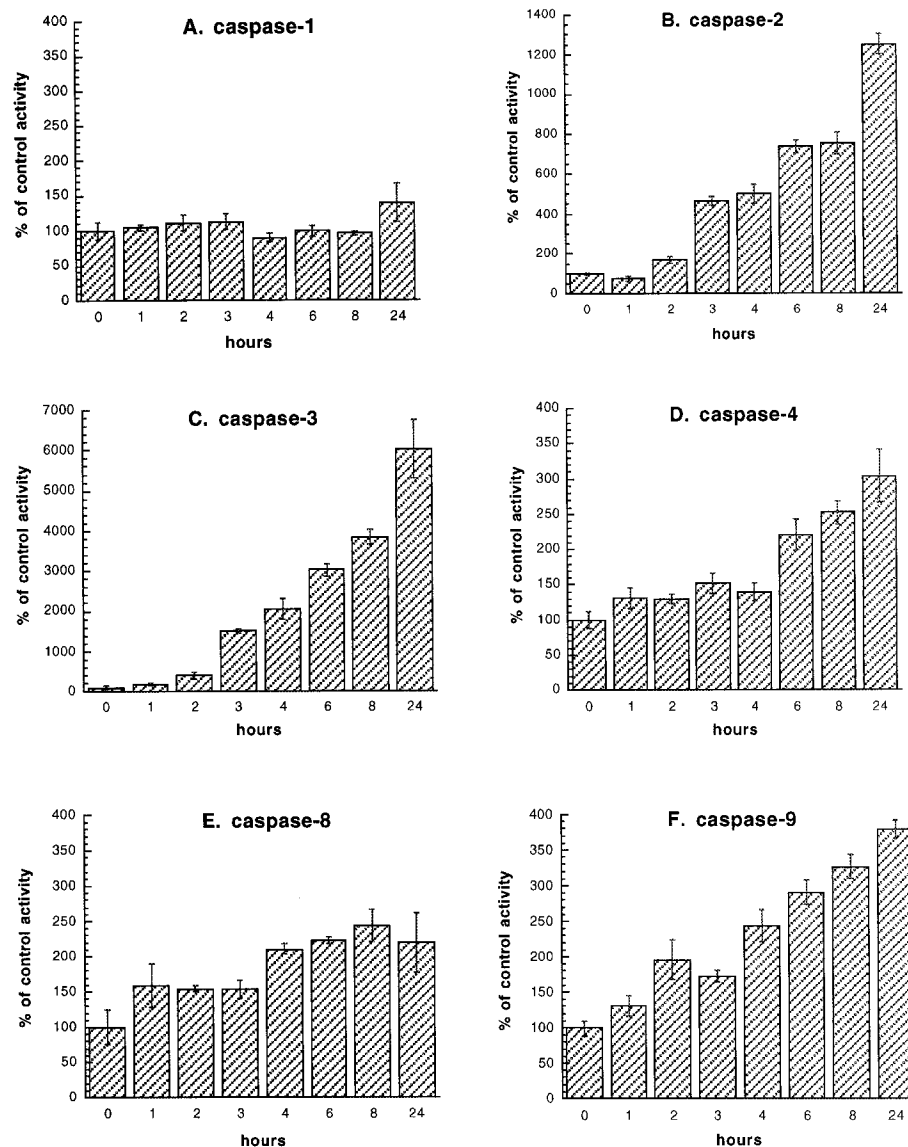 A. caspase-1
% of control activity
400
350
300
250
200
150
100
50
0
0 1 2 3 4 6 8 24
hours
B. caspase-2
% of control activity
1400
1200
1000
800
600
400
200
0
0 1 2 3 4 6 8 24
hours
C. caspase-3
% of control activity
7000
6000
5000
4000
3000
2000
1000
0
0 1 2 3 4 6 8 24
hours
D. caspase-4
% of control activity
400
350
300
250
200
150
100
50
0
0 1 2 3 4 6 8 24
hours
E. caspase-8
% of control activity
400
350
300
250
200
150
100
50
0
0 1 2 3 4 6 8 24
hours
F. caspase-9
% of control activity
400
350
300
250
200
150
100
50
0
0 1 2 3 4 6 8 24
hours